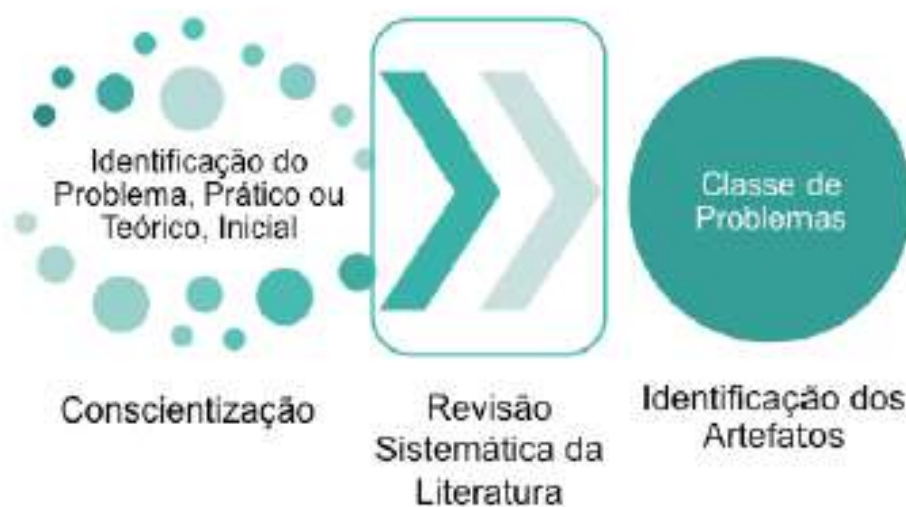 Identificação do
Problema, Prático ou
Teórico, Inicial
Classe de
Problemas
Conscientização
Revisão
Sistemática da
Literatura
Identificação dos
Artefatos